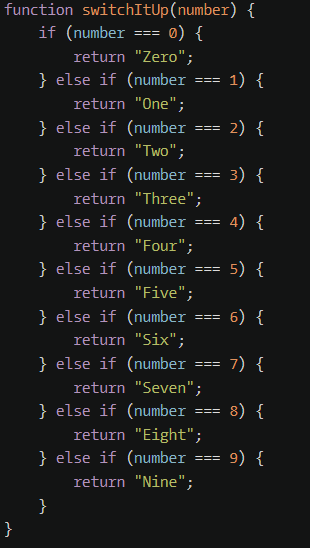 function switchItUp(number) {
    if (number === 0) {
        return "Zero";
    } else if (number === 1) {
        return "One";
    } else if (number === 2) {
        return "Two";
    } else if (number === 3) {
        return "Three";
    } else if (number === 4) {
        return "Four";
    } else if (number === 5) {
        return "Five";
    } else if (number === 6) {
        return "Six";
    } else if (number === 7) {
        return "Seven";
    } else if (number === 8) {
        return "Eight";
    } else if (number === 9) {
        return "Nine";
    }
}